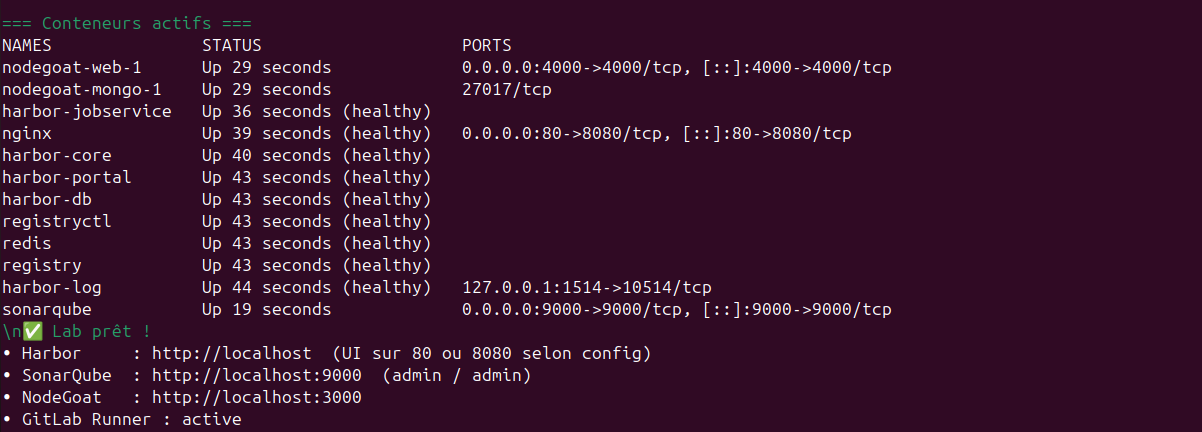 === Conteneurs actifs ===
NAMES STATUS PORTS
nodegoat-web-1 Up 29 seconds 0.0.0.0:4000->4000/tcp, [::]:4000->4000/tcp
nodegoat-mongo-1 Up 29 seconds 27017/tcp
harbor-jobservice Up 36 seconds (healthy)
nginx Up 39 seconds (healthy) 0.0.0.0:80->8080/tcp, [::]:80->8080/tcp
harbor-core Up 40 seconds (healthy)
harbor-portal Up 43 seconds (healthy)
harbor-db Up 43 seconds (healthy)
registryctl Up 43 seconds (healthy)
redis Up 43 seconds (healthy)
registry Up 43 seconds (healthy)
harbor-log Up 44 seconds (healthy) 127.0.0.1:1514->10514/tcp
sonarqube Up 19 seconds 0.0.0.0:9000->9000/tcp, [::]:9000->9000/tcp
\n✅ Lab prêt !
• Harbor : http://localhost (UI sur 80 ou 8080 selon config)
• SonarQube : http://localhost:9000 (admin / admin)
• NodeGoat : http://localhost:3000
• GitLab Runner : active